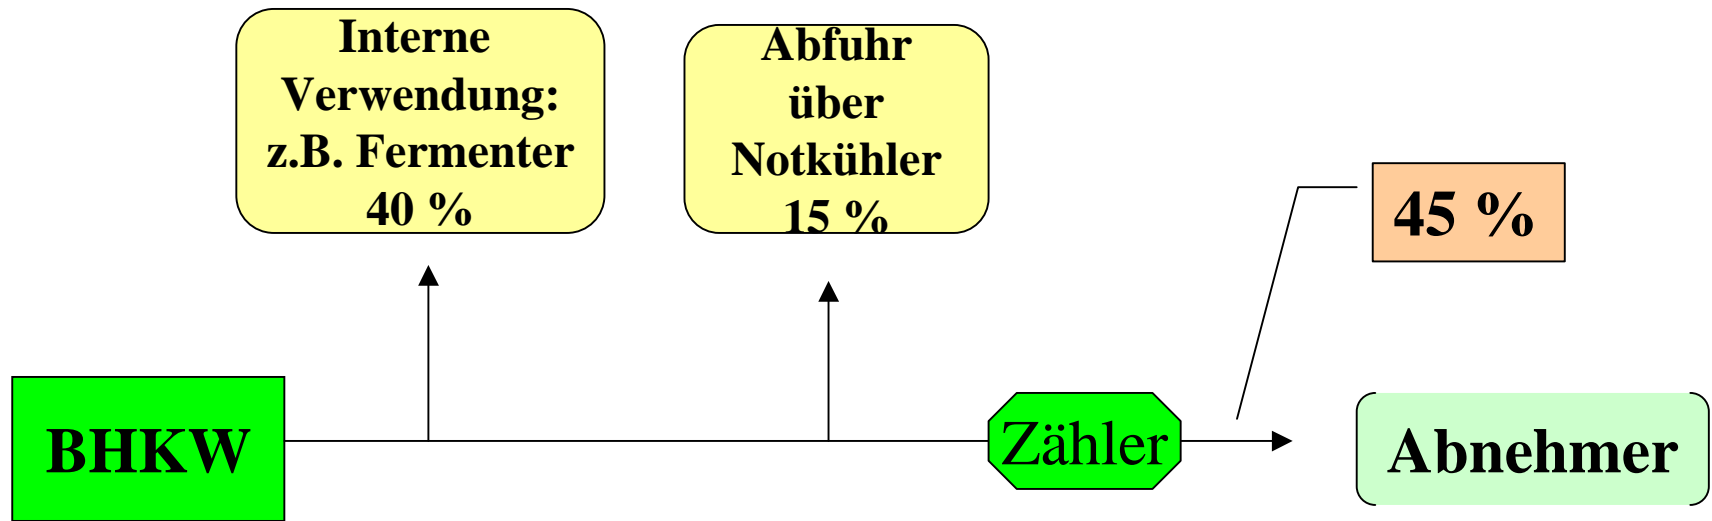 Interne
Verwendung:
z.B. Fermenter
40 %
Abfuhr
über
Notkühler
15 %
45 %
BHKW
Zähler
Abnehmer